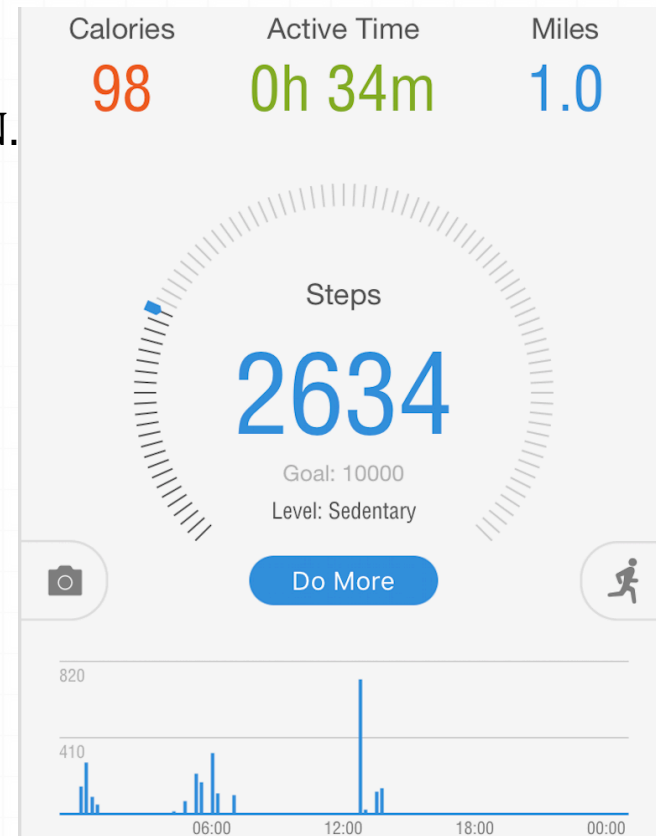 Calories Active Time Miles
98 0h 34m 1.0
N.
Steps
2634
Goal: 10000
Level: Sedentary
Do More
820
410
06:00 12:00 18:00 00:00